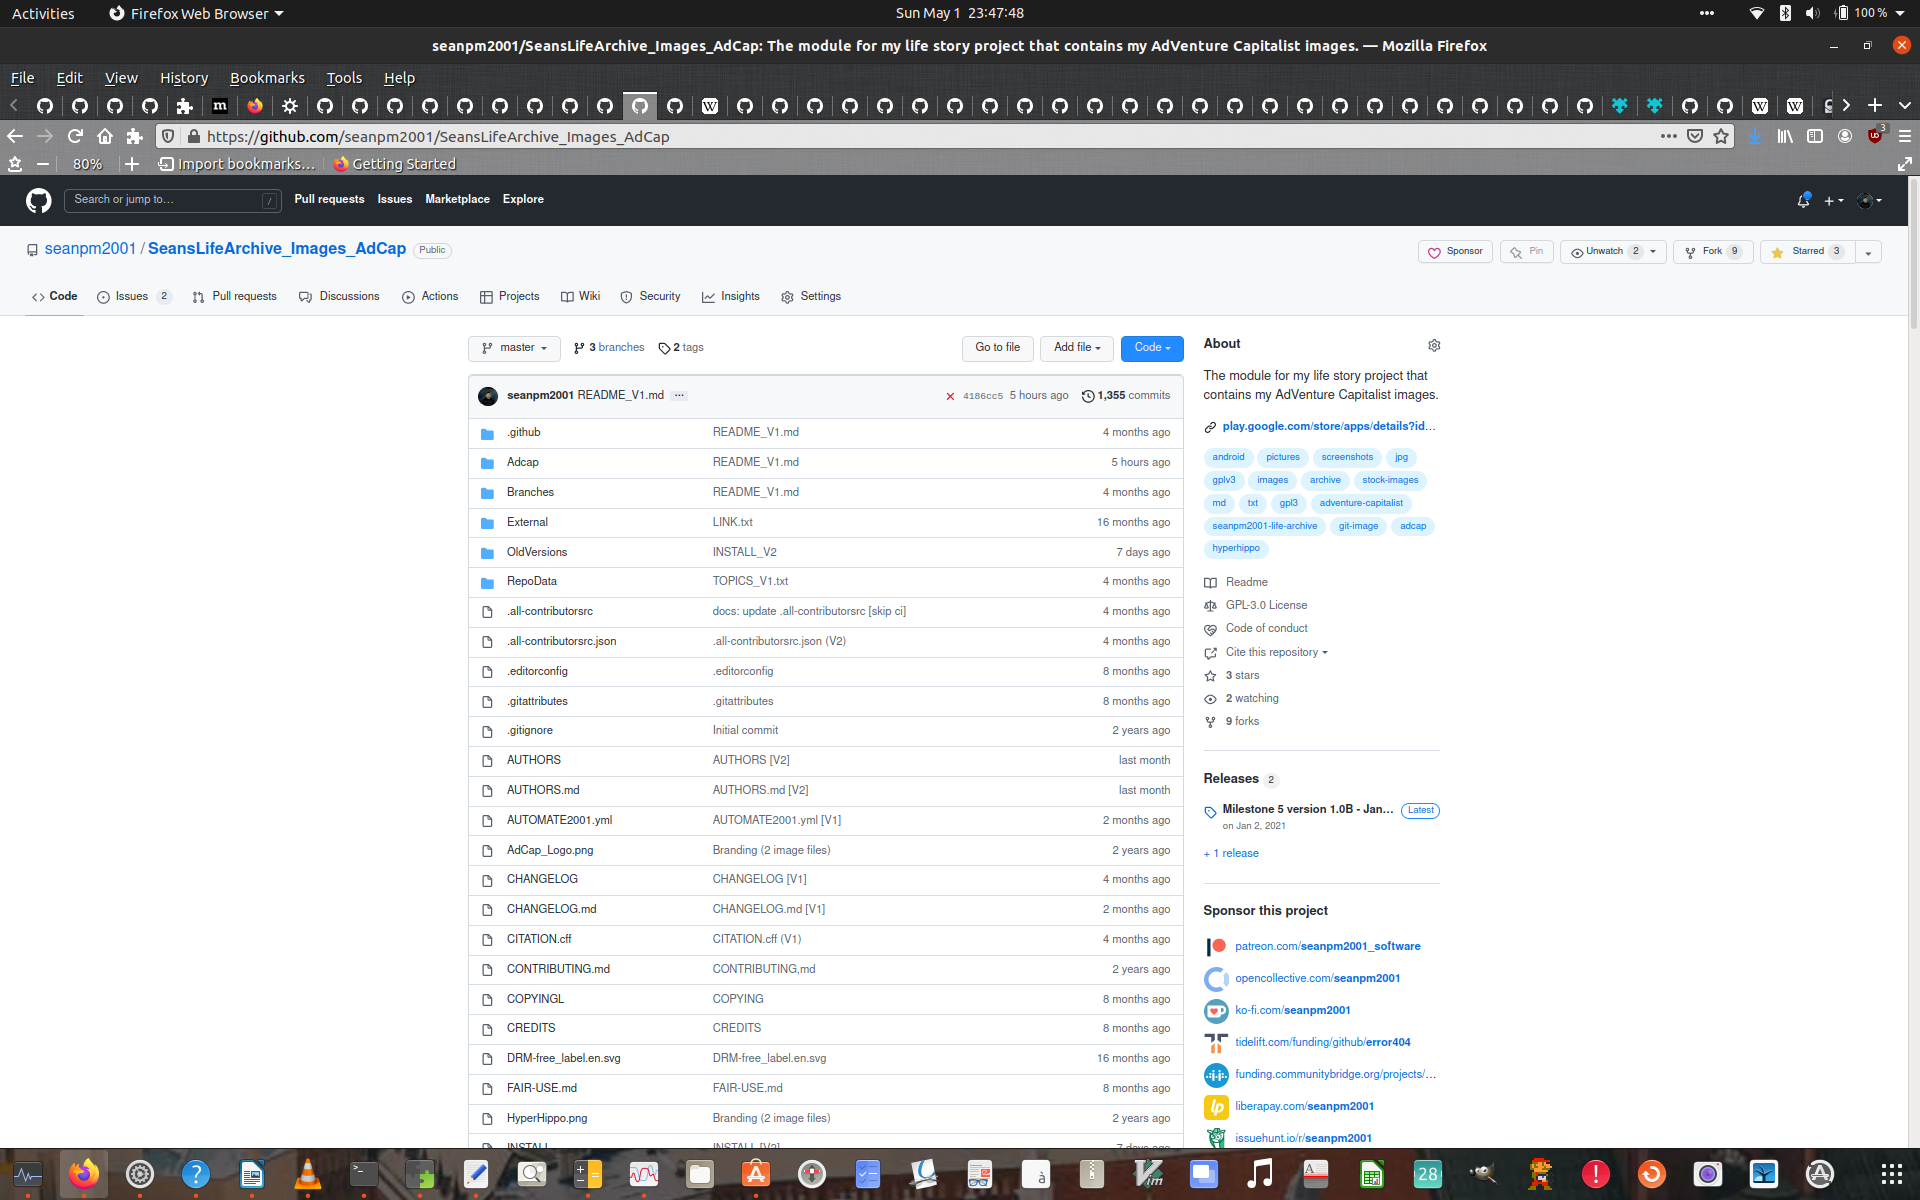 Activities
Firefox Web Browser
Sun May 1 23:47:48
100 %
seanpm2001/SeansLifeArchive_Images_AdCap: The module for my life story project that contains my AdVenture Capitalist images. — Mozilla Firefox
File Edit View History Bookmarks Tools Help
https://github.com/seanpm2001/SeansLifeArchive_Images_AdCap
3
80%
Import bookmarks...
Getting Started
Search or jump to...
/
Pull requests Issues Marketplace Explore
seanpm2001 / SeansLifeArchive_Images_AdCap
Public
Sponsor
Pin
Unwatch 2
Fork 9
Starred 3
Code
Issues 2
Pull requests
Discussions
Actions
Projects
Wiki
Security
Insights
Settings
master
3 branches
2 tags
Go to file
Add file
Code
seanpm2001 README_V1.md
4186cc5 5 hours ago
1,355 commits
.github README_V1.md 4 months ago
Adcap README_V1.md 5 hours ago
Branches README_V1.md 4 months ago
External LINK.txt 16 months ago
OldVersions INSTALL_V2 7 days ago
RepoData TOPICS_V1.txt 4 months ago
.all-contributorsrc docs: update .all-contributorsrc [skip ci] 4 months ago
.all-contributorsrc.json .all-contributorsrc.json (V2) 4 months ago
.editorconfig .editorconfig 8 months ago
.gitattributes .gitattributes 8 months ago
.gitignore Initial commit 2 years ago
AUTHORS AUTHORS [V2] last month
AUTHORS.md AUTHORS.md [V2] last month
AUTOMATE2001.yml AUTOMATE2001.yml [V1] 2 months ago
AdCap_Logo.png Branding (2 image files) 2 years ago
CHANGELOG CHANGELOG [V1] 4 months ago
CHANGELOG.md CHANGELOG.md [V1] 2 months ago
CITATION.cff CITATION.cff (V1) 4 months ago
CONTRIBUTING.md CONTRIBUTING,md 2 years ago
COPYINGL COPYING 8 months ago
CREDITS CREDITS 8 months ago
DRM-free_label.en.svg DRM-free_label.en.svg 16 months ago
FAIR-USE.md FAIR-USE.md 8 months ago
HyperHippo.png Branding (2 image files) 2 years ago
INSTALL INSTALL [V2] 7 days ago
About
The module for my life story project that
contains my AdVenture Capitalist images.
play.google.com/store/apps/details?id...
android pictures screenshots jpg
gplv3 images archive stock-images
md txt gpl3 adventure-capitalist
seanpm2001-life-archive git-image adcap
hyperhippo
Readme
GPL-3.0 License
Code of conduct
Cite this repository
3 stars
2 watching
9 forks
Releases 2
Milestone 5 version 1.0B - Jan...
Latest
on Jan 2, 2021
+ 1 release
Sponsor this project
patreon.com/seanpm2001_software
opencollective.com/seanpm2001
ko-fi.com/seanpm2001
tidelift.com/funding/github/error404
funding.communitybridge.org/projects/...
liberapay.com/seanpm2001
issuehunt.io/r/seanpm2001
28